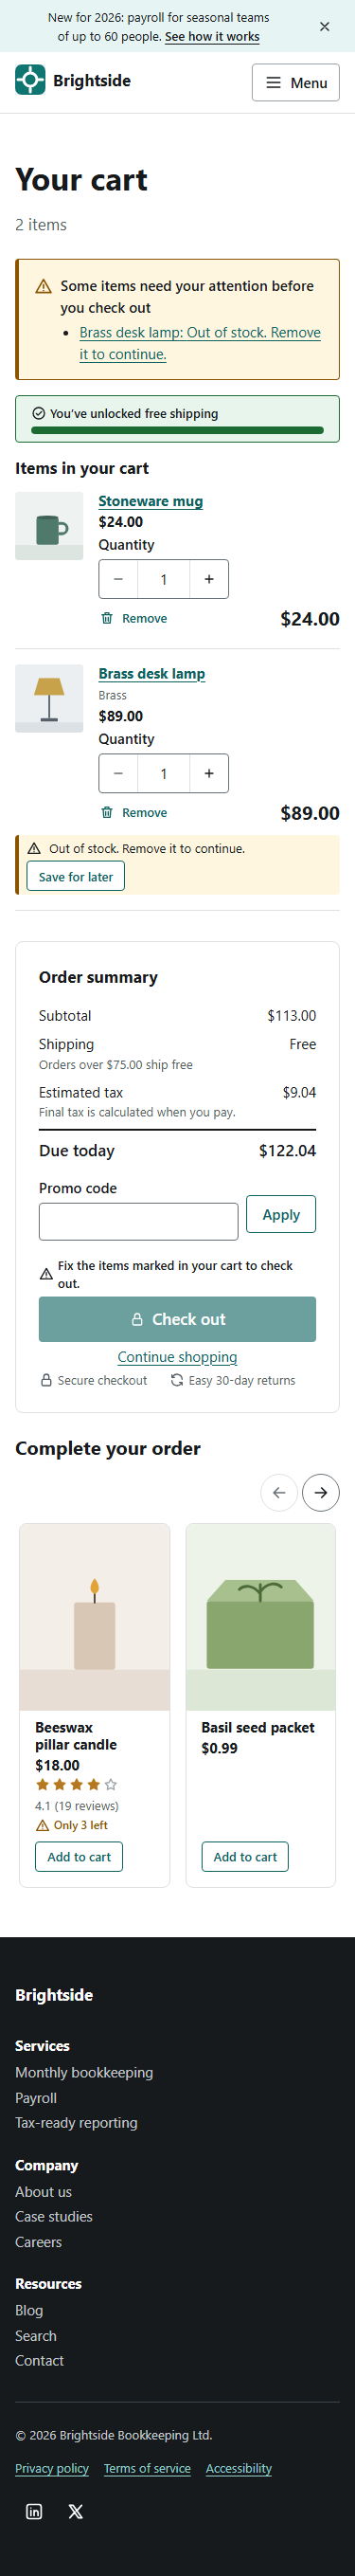 New for 2026: payroll for seasonal teams
of up to 60 people. See how it works
Brightside
Menu
Your cart
2 items
Some items need your attention before
you check out
Brass desk lamp: Out of stock. Remove
it to continue.
You've unlocked free shipping
Items in your cart
Stoneware mug
$24.00
Quantity
1
Remove
$24.00
Brass desk lamp
Brass
$89.00
Quantity
1
Remove
$89.00
Out of stock. Remove it to continue.
Save for later
Order summary
Subtotal $113.00
Shipping Free
Orders over $75.00 ship free
Estimated tax $9.04
Final tax is calculated when you pay.
Due today $122.04
Promo code
Apply
Fix the items marked in your cart to check
out.
Check out
Continue shopping
Secure checkout
Easy 30-day returns
Complete your order
Beeswax
pillar candle
$18.00
4.1 (19 reviews)
Only 3 left
Add to cart
Basil seed packet
$0.99
Add to cart
Brightside
Services
Monthly bookkeeping
Payroll
Tax-ready reporting
Company
About us
Case studies
Careers
Resources
Blog
Search
Contact
© 2026 Brightside Bookkeeping Ltd.
Privacy policy Terms of service Accessibility